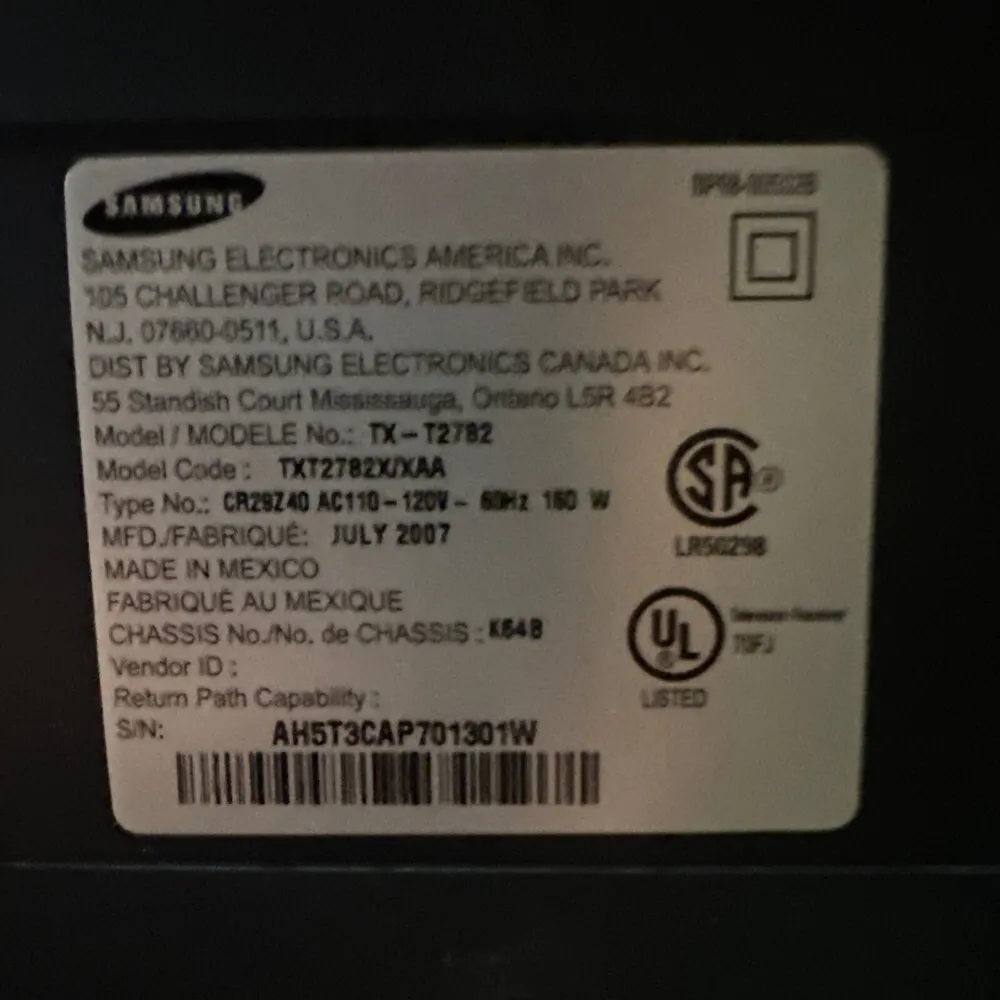 SAMSUNG
SAMSUNG ELECTRONICS AMERICA INC.
105 CHALLENGER ROAD, RIDGEFIELD PARK
N.J. 07660-0511, U.S.A.
DIST BY SAMSUNG ELECTRONICS CANADA INC.
55 Standish Court Mississauga, Ontario L5R 4B2
Model / MODELE No.: TX-T2782
Model Code : TXT2782X/XAA
Type No.: CR29Z40 AC110-120V~ 60Hz 160 W
MFD./FABRIQUÉ: JULY 2007
MADE IN MEXICO
FABRIQUÉ AU MEXIQUE
CHASSIS No./No. de CHASSIS : K64B
Vendor ID :
Return Path Capability :
S/N: AH5T3CAP701301W
SA ®
LR50298
UL ®
Television Receiver
LISTED